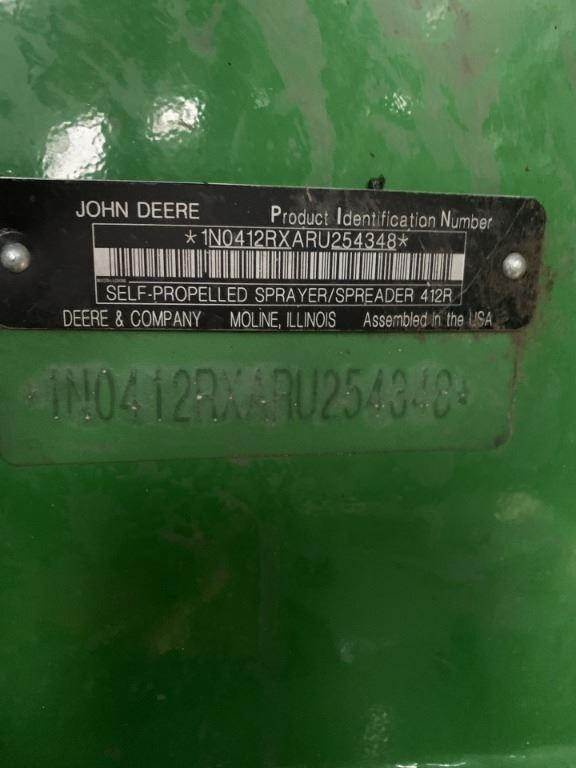 JOHN DEERE Product Identification Number
*1N0412RXARU254348*
SELF-PROPELLED SPRAYER/SPREADER 412R
DEERE & COMPANY MOLINE, ILLINOIS Assembled in the USA
*1N0412RXARU254348*